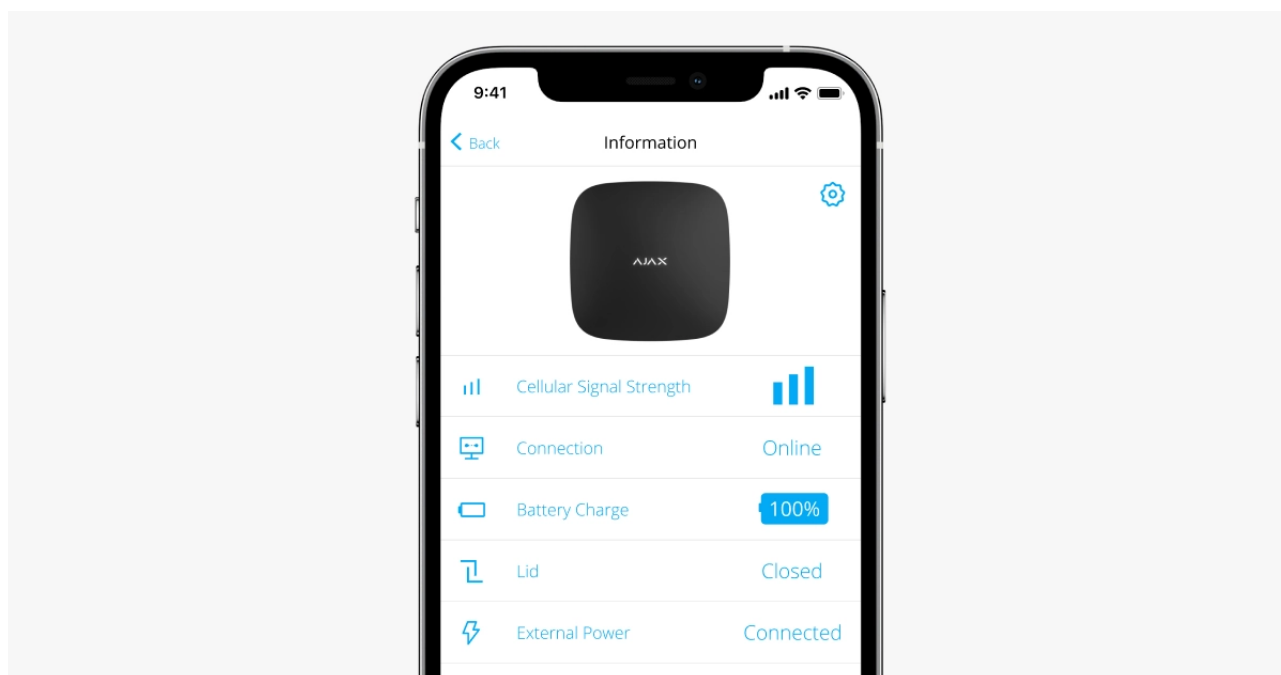 9:41
Back
Information
AJAX
Cellular Signal Strength
Connection Online
Battery Charge 100%
Lid Closed
External Power Connected